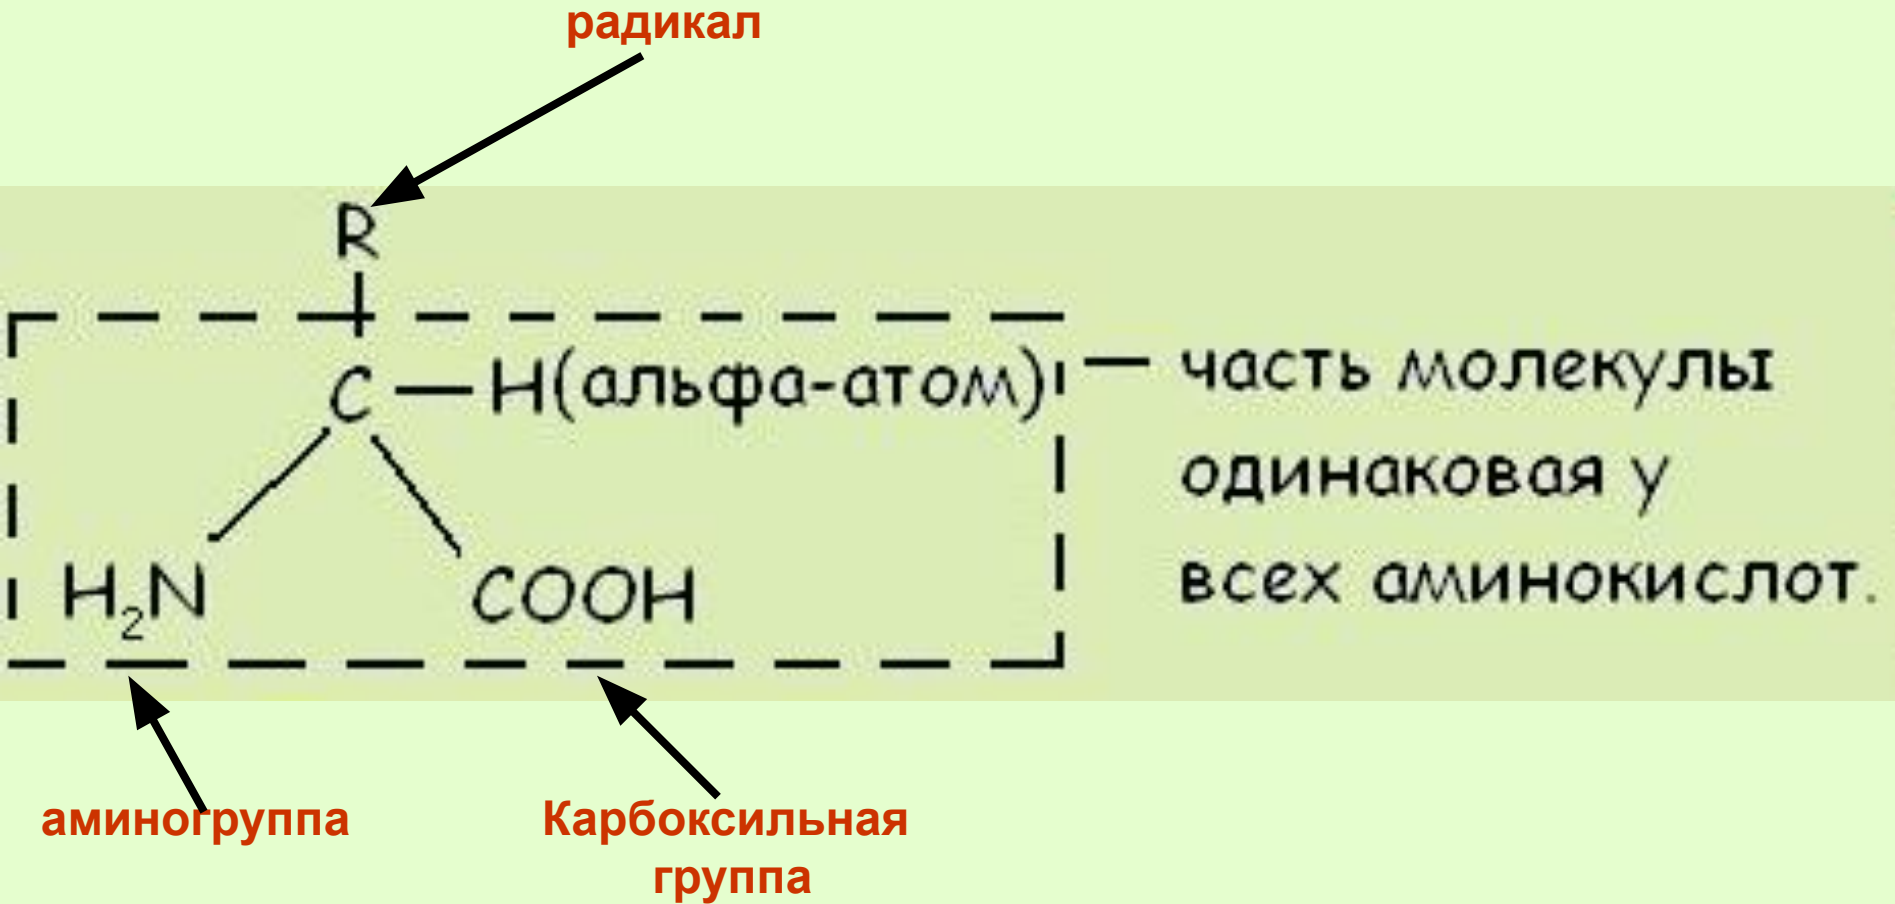 радикал
R
C — H(альфа-атом) — часть молекулы
одинаковая у
H₂N COOH всех аминокислот.
аминогруппа Карбоксильная
группа